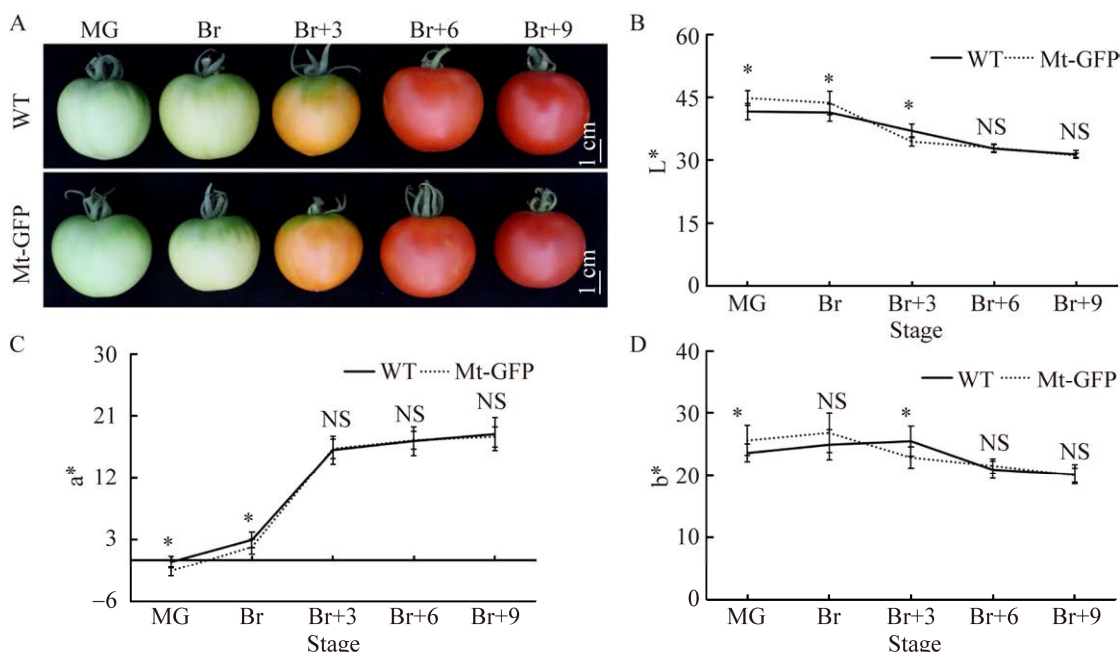 A
MG Br Br+3 Br+6 Br+9
WT
1 cm
Mt-GFP
1 cm
B
60
45
30
15
0
L*
WT Mt-GFP
* * * NS NS
MG Br Br+3 Br+6 Br+9
Stage
C
30
21
12
3
−6
a*
WT Mt-GFP
* * NS NS NS
MG Br Br+3 Br+6 Br+9
Stage
D
40
30
20
10
0
b*
WT Mt-GFP
* NS * NS NS
MG Br Br+3 Br+6 Br+9
Stage